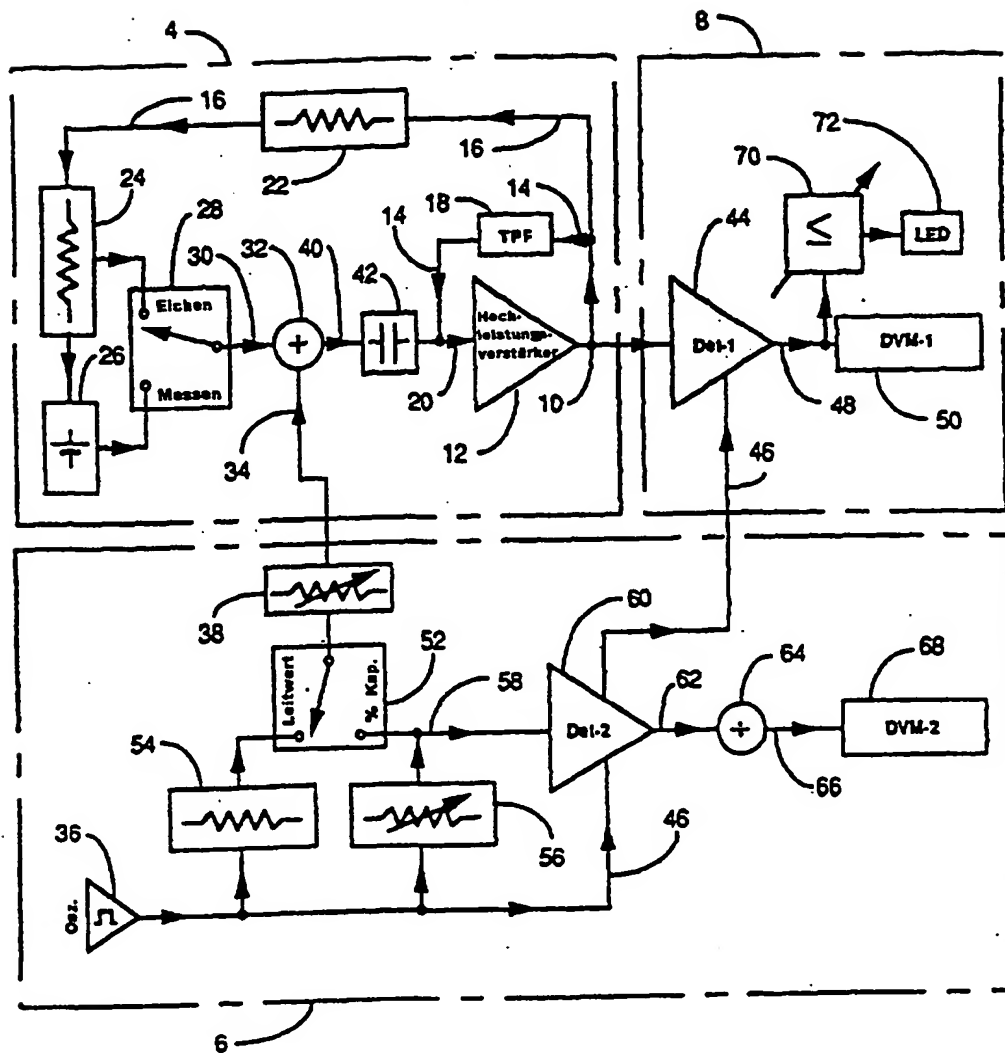 4
8
16
16
22
24
28
Eichen
Messen
26
30
32
40
42
14
18
TPF
14
20
Hoch-
leistungs-
verstärker
10
12
34
44
Det-1
70
≤
72
LED
DVM-1
48
50
46
38
52
Leitwert
% Kap.
58
60
Det-2
62
64
÷
68
DVM-2
66
54
56
46
36
Osz.
6